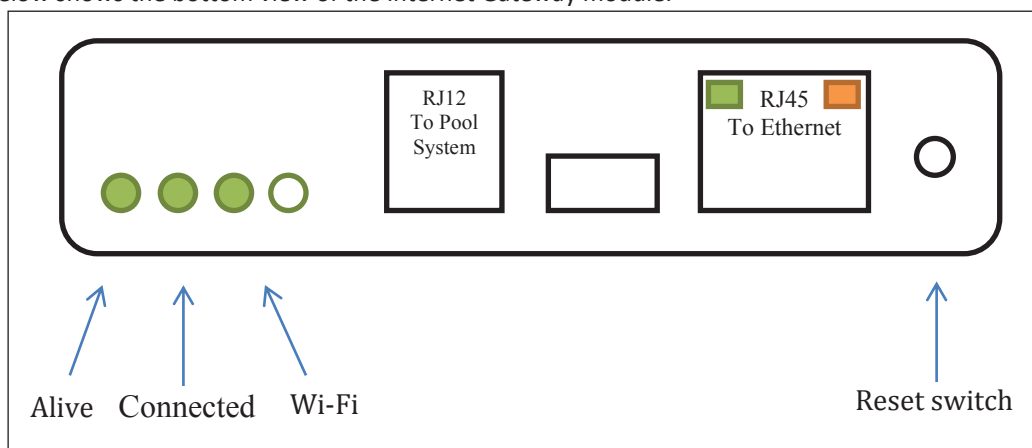 RJ12
To Pool
System
RJ45
To Ethernet
Alive
Connected
Wi-Fi
Reset switch